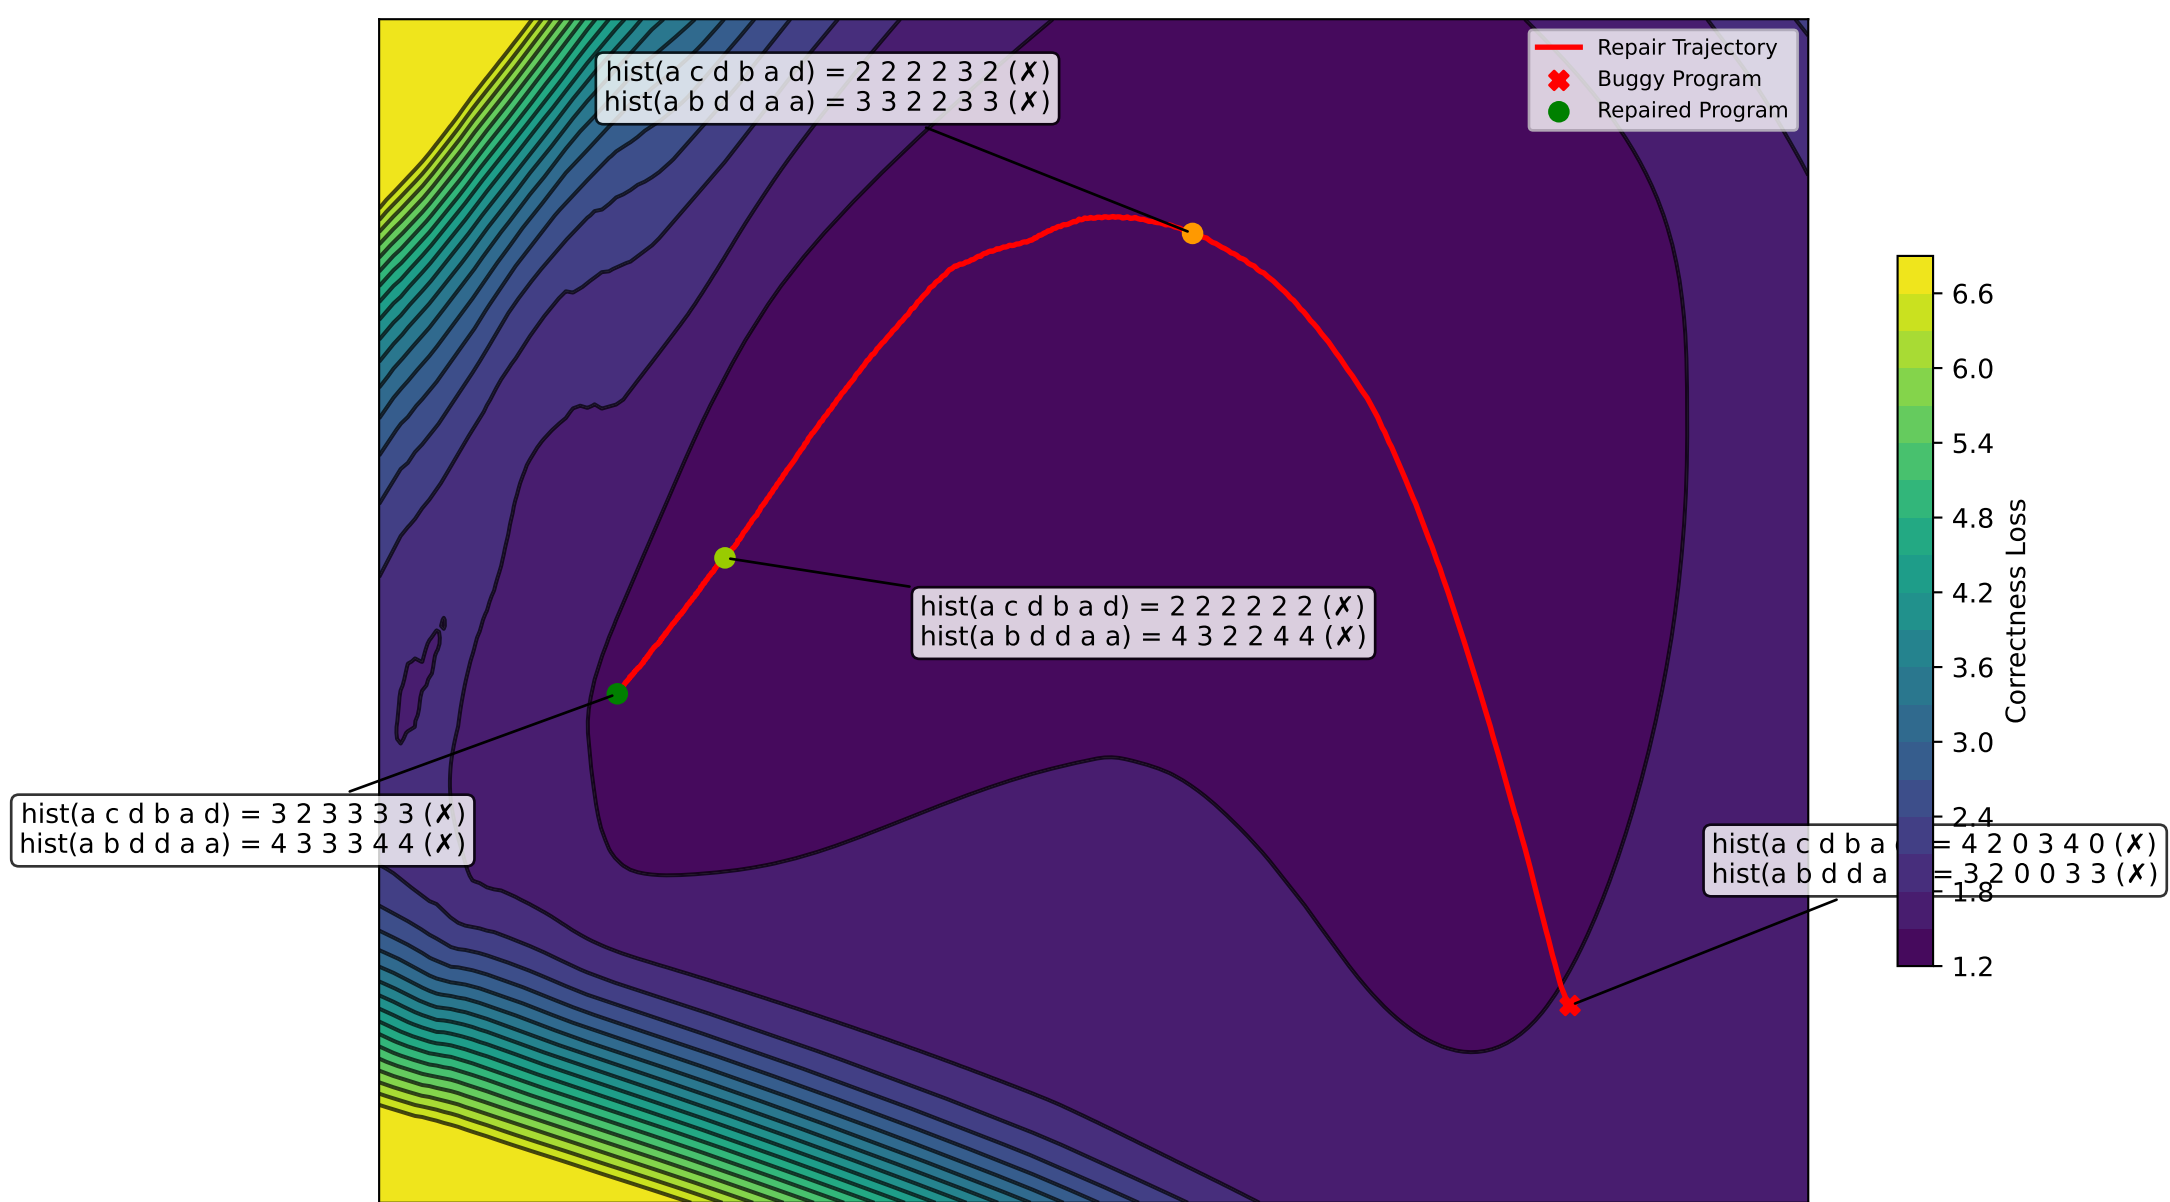 hist(a c d b a d) = 2 2 2 2 3 2 (✗)
hist(a b d d a a) = 3 3 2 2 3 3 (✗)
Repair Trajectory
Buggy Program
Repaired Program
hist(a c d b a d) = 2 2 2 2 2 2 (✗)
hist(a b d d a a) = 4 3 2 2 4 4 (✗)
hist(a c d b a d) = 3 2 3 3 3 3 (✗)
hist(a b d d a a) = 4 3 3 3 4 4 (✗)
hist(a c d b a = 4 2 0 3 4 0 (✗)
hist(a b d d a = 3 2 0 0 3 3 (✗)
6.6
6.0
5.4
4.8
4.2
3.6
3.0
2.4
1.8
1.2
Correctness Loss